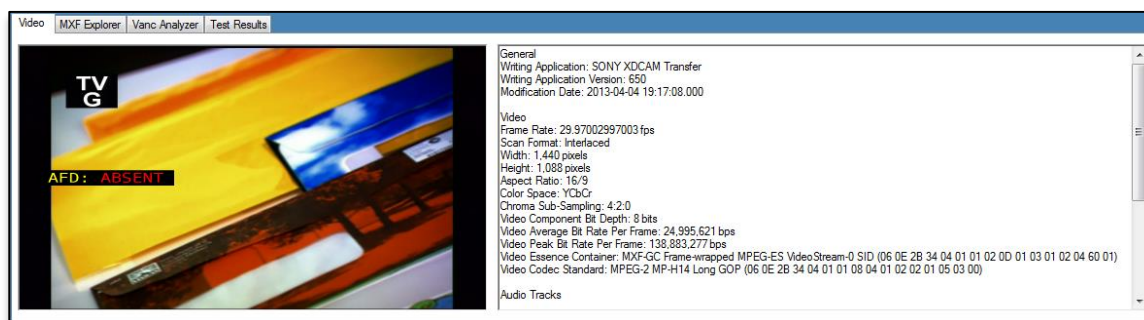 Video MXF Explorer Vanc Analyzer Test Results
TV
G
AFD: ABSENT
General
Writing Application: SONY XDCAM Transfer
Writing Application Version: 650
Modification Date: 2013-04-04 19:17:08.000
Video
Frame Rate: 29.97002997003 fps
Scan Format: Interlaced
Width: 1,440 pixels
Height: 1,088 pixels
Aspect Ratio: 16/9
Color Space: YCbCr
Chroma Sub-Sampling: 4:2:0
Video Component Bit Depth: 8 bits
Video Average Bit Rate Per Frame: 24,995,621 bps
Video Peak Bit Rate Per Frame: 138,883,277 bps
Video Essence Container: MXF-GC Frame-wrapped MPEG-ES VideoStream-0 SID (06 0E 2B 34 04 01 01 02 0D 01 03 01 02 04 60 01)
Video Codec Standard: MPEG-2 MP-H14 Long GOP (06 0E 2B 34 04 01 01 08 04 01 02 02 01 05 03 00)
Audio Tracks